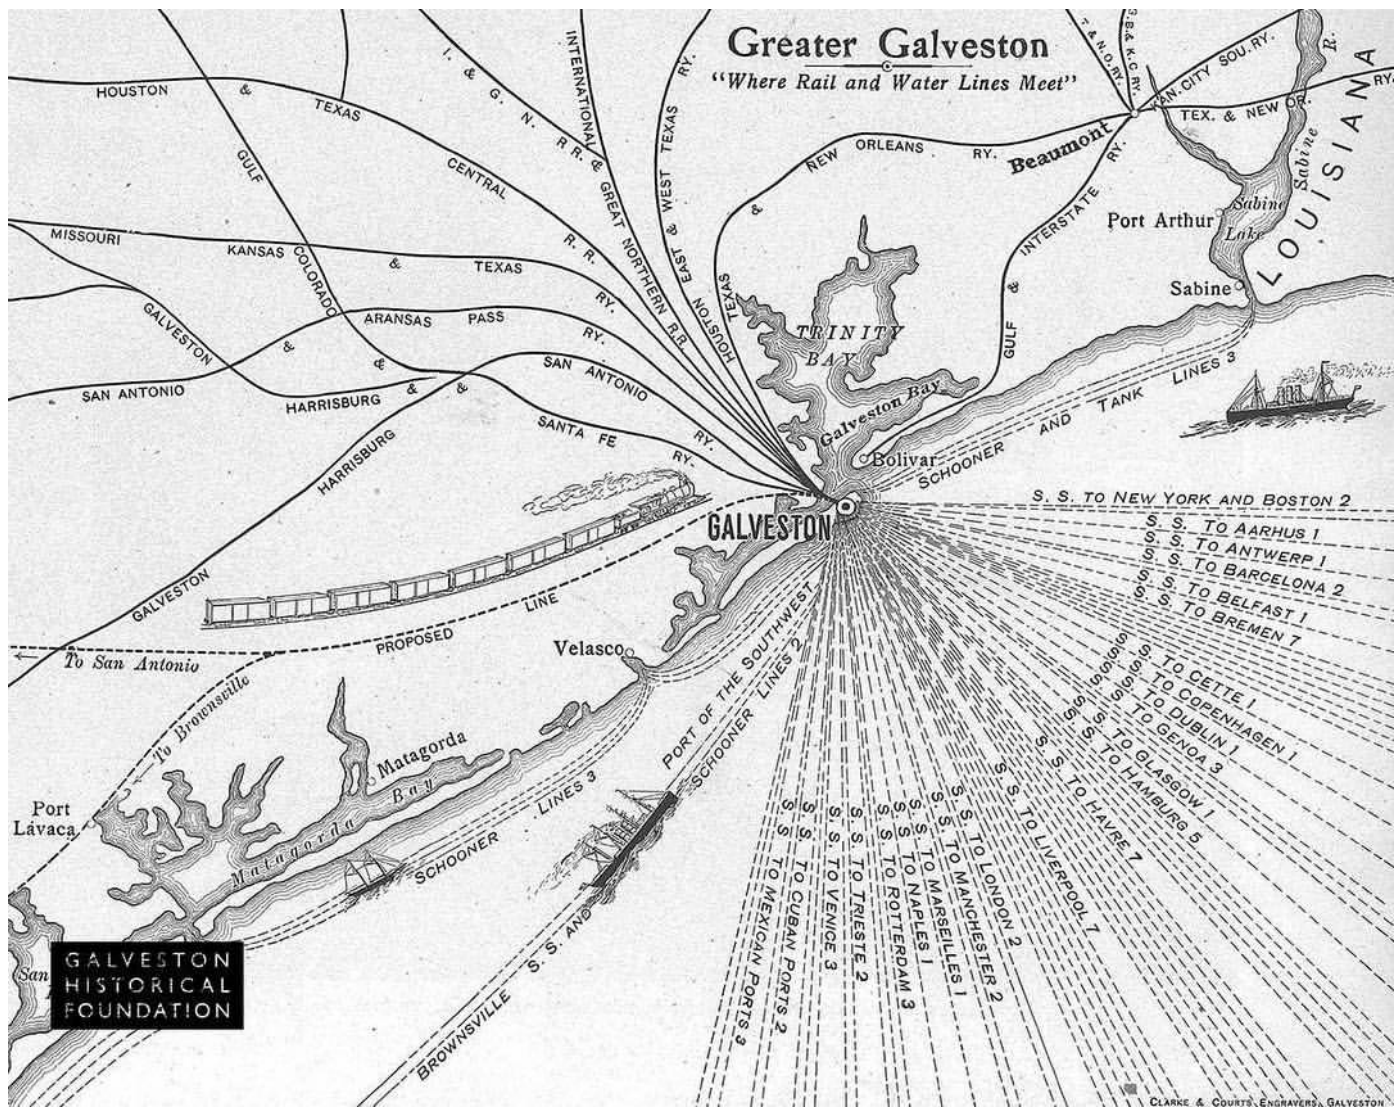 Greater Galveston
"Where Rail and Water Lines Meet"
HOUSTON & TEXAS CENTRAL R. R.
I. & G. N. R R.
INTERNATIONAL & GREAT NORTHERN R.R.
HOUSTON EAST & WEST TEXAS RY.
TEXAS & NEW ORLEANS RY.
T & N.O. RY.
.B. & K.C RY.
KAN. CITY SOU. RY.
TEX. & NEW OR. RY.
GULF & INTERSTATE RY.
GULF COLORADO & SANTA FE RY.
MISSOURI KANSAS & TEXAS RY.
GALVESTON HARRISBURG &
SAN ANTONIO & ARANSAS PASS RY.
GALVESTON HARRISBURG & SAN ANTONIO RY.
Beaumont
Port Arthur
Sabine Lake
Sabine R.
LOUISIANA
Sabine
TRINITY
BAY
Galveston Bay
Bolivar
GALVESTON
SCHOONER AND TANK LINES 3
PROPOSED LINE
← To San Antonio
← To Brownsville
Velasco
Matagorda
Matagorda Bay
Port
Lavaca
San
SCHOONER LINES 3
PORT OF THE SOUTHWEST
BROWNSVILLE S. S. AND SCHOONER LINES 2
S. S. TO NEW YORK AND BOSTON 2
S. S. TO AARHUS 1
S. S. TO ANTWERP 1
S. S. TO BARCELONA 2
S. S. TO BELFAST 1
S. S. TO BREMEN 7
S. S. TO CETTE 1
S. S. TO COPENHAGEN 1
S. S. TO DUBLIN 1
S. S. TO GENOA 3
S. S. TO GLASGOW 1
S. S. TO HAMBURG 5
S. S. TO HAVRE 7
S. S. TO LIVERPOOL 7
S. S. TO LONDON 2
S. S. TO MANCHESTER 2
S. S. TO MARSEILLES 1
S. S. TO NAPLES 1
S. S. TO ROTTERDAM 3
S. S. TO TRIESTE 2
S. S. TO VENICE 3
S. S. TO CUBAN PORTS 2
S. S. TO MEXICAN PORTS 3
GALVESTON
HISTORICAL
FOUNDATION
CLARKE & COURTS, ENGRAVERS, GALVESTON